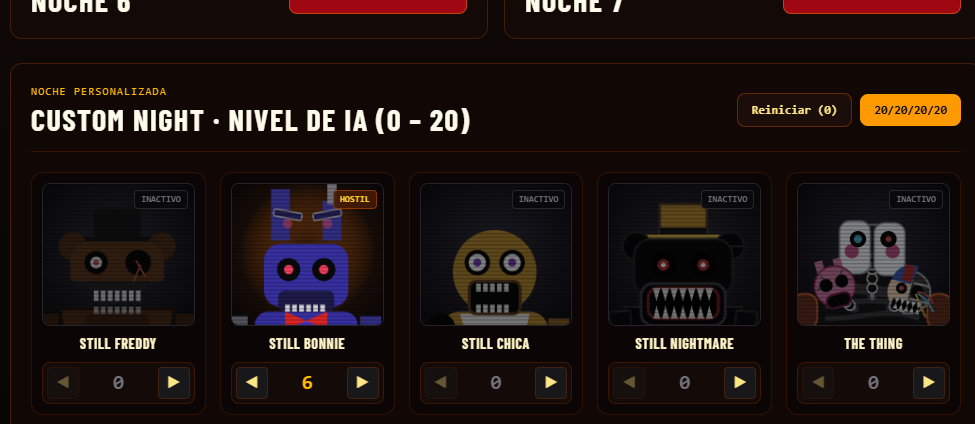 NOCHE 6
NOCHE 7
NOCHE PERSONALIZADA
CUSTOM NIGHT · NIVEL DE IA (0 – 20)
Reiniciar (0)
20/20/20/20
INACTIVO
HOSTIL
INACTIVO
INACTIVO
INACTIVO
STILL FREDDY
STILL BONNIE
STILL CHICA
STILL NIGHTMARE
THE THING
◀ 0 ▶
◀ 6 ▶
◀ 0 ▶
◀ 0 ▶
◀ 0 ▶